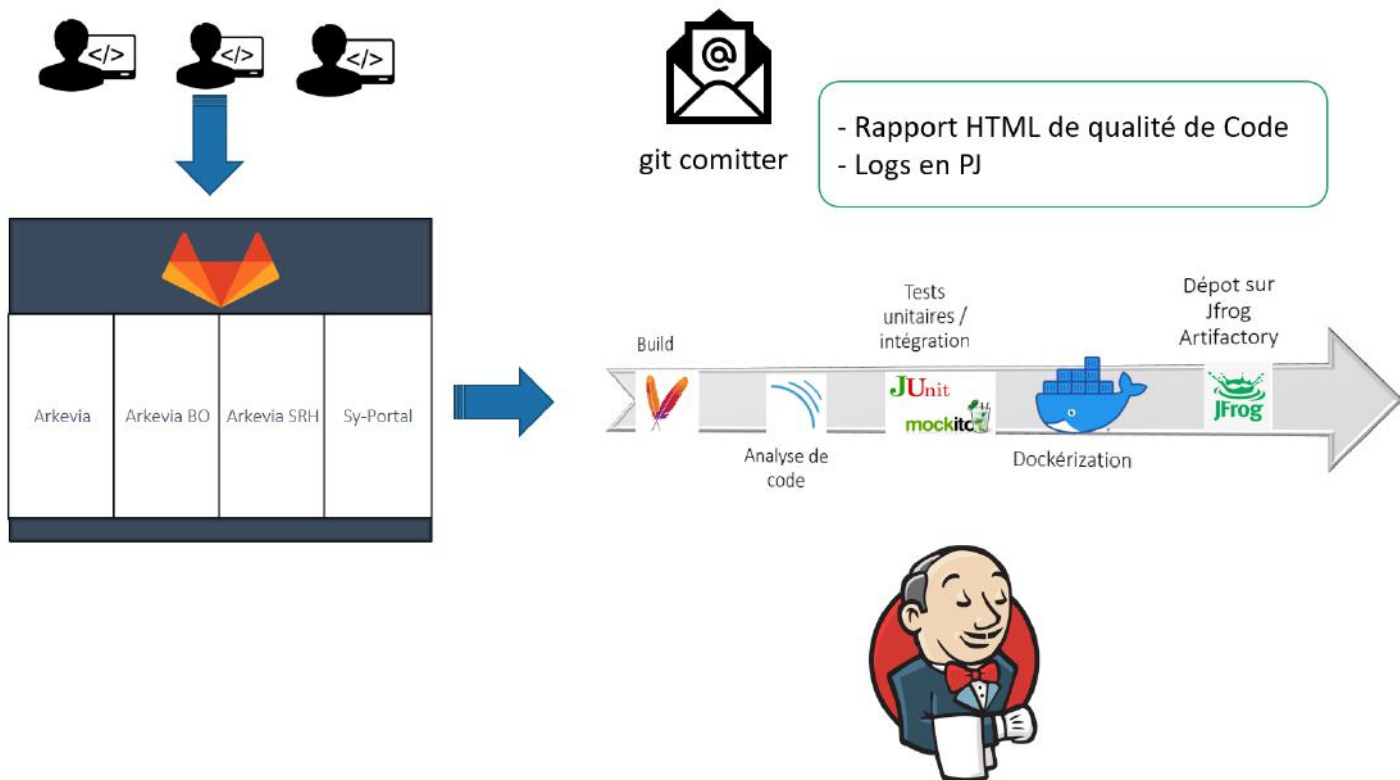 </>
</>
</>
@
git comitter
- Rapport HTML de qualité de Code
- Logs en PJ
Arkevia
Arkevia BO
Arkevia SRH
Sy-Portal
Build
Analyse de
code
Tests
unitaires /
intégration
JUnit
mockito
Dockérization
Dépot sur
Jfrog
Artifactory
JFrog